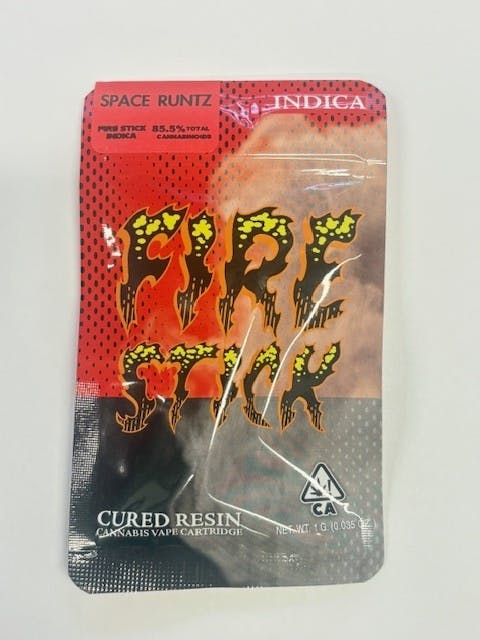 SPACE RUNTZ
INDICA
FIRE STICK 85.5% TOTAL
INDICA CANNABINOIDS
FIRE
STICK
CA
CURED RESIN
CANNABIS VAPE CARTRIDGE
NET. WT. 1 G. (0.035 OZ.)